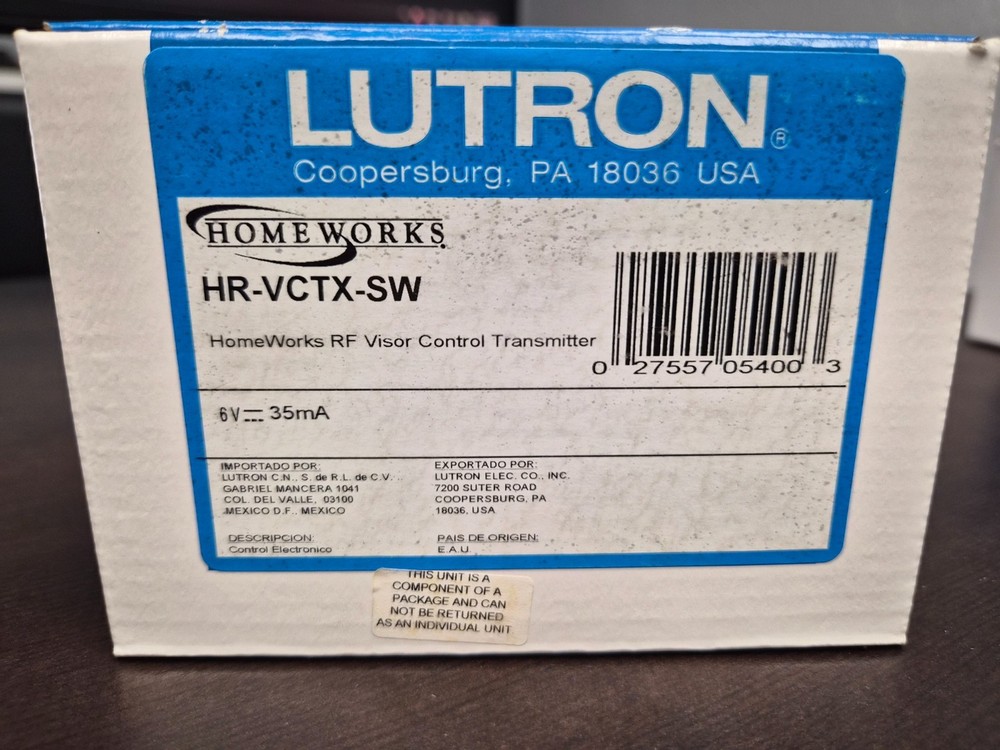 LUTRON®
Coopersburg, PA 18036 USA
HOMEWORKS®
HR-VCTX-SW
HomeWorks RF Visor Control Transmitter
0 27557 05400 3
6V⎓ 35mA
IMPORTADO POR:
LUTRON C.N., S. de R.L. de C.V.
GABRIEL MANCERA 1041
COL. DEL VALLE, 03100
MEXICO D.F., MEXICO
EXPORTADO POR:
LUTRON ELEC. CO., INC.
7200 SUTER ROAD
COOPERSBURG, PA
18036, USA
DESCRIPCION:
Control Electronico
PAIS DE ORIGEN:
E.A.U.
THIS UNIT IS A
COMPONENT OF A
PACKAGE AND CAN
NOT BE RETURNED
AS AN INDIVIDUAL UNIT